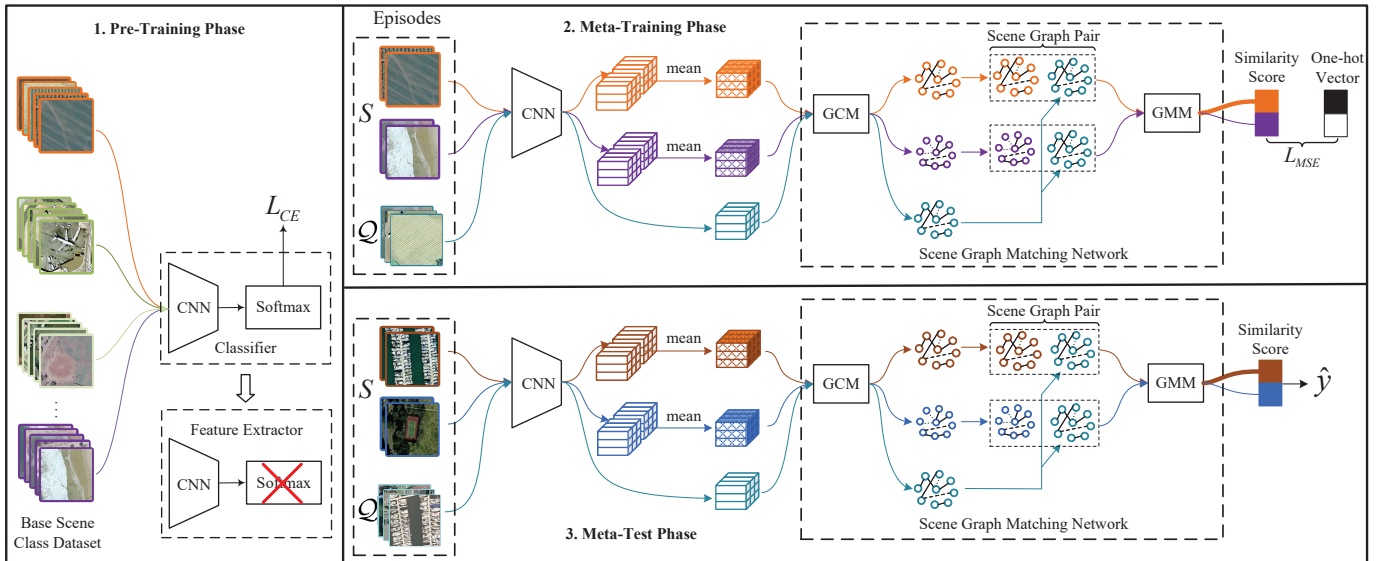 1. Pre-Training Phase
L_CE
CNN
Softmax
Classifier
Feature Extractor
CNN
Softmax
Base Scene
Class Dataset
Episodes
2. Meta-Training Phase
S
Q
CNN
mean
mean
GCM
Scene Graph Pair
GMM
Scene Graph Matching Network
Similarity
Score
One-hot
Vector
L_MSE
S
Q
CNN
mean
mean
GCM
Scene Graph Pair
GMM
Scene Graph Matching Network
Similarity
Score
ŷ
3. Meta-Test Phase